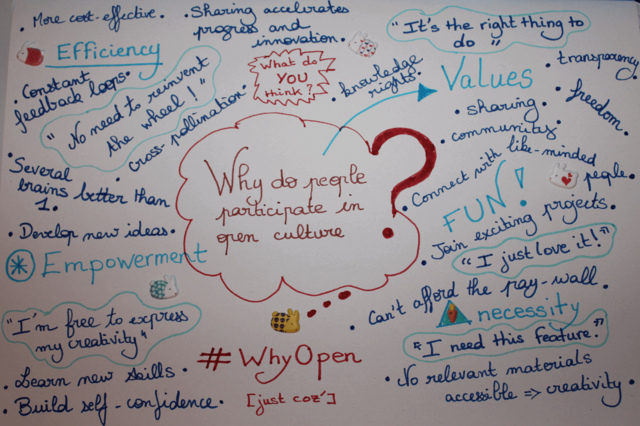 • More cost-effective.
• Sharing accelerates
progress and
innovation.
Efficiency
• Constant
feedback loops.
"No need to reinvent
the wheel!"
• cross-pollination
• Several
brains better than
1.
• Develop new ideas.
What do
YOU
think?
• knowledge
rights
"It's the right thing to
do"
Values
• transparency
• sharing
• freedom
• community
Why do people
participate in
open culture
?
FUN!
• Connect with like-minded
people.
• Join exciting projects.
"I just love it!"
Empowerment
"I'm free to express
my creativity"
• Learn new skills
• Build self-confidence.
#WhyOpen
[just coz']
necessity
• Can't afford the pay-wall.
"I need this feature."
• No relevant materials
accessible => creativity